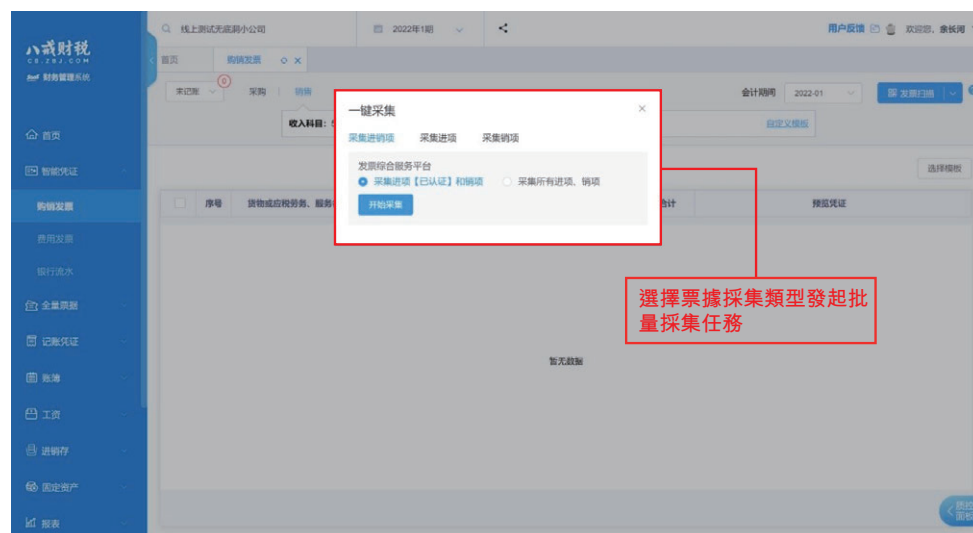 八戒财税
CS.ZBJ.COM
财务管理系统
线上测试无底洞小公司
2022年1期
用户反馈
欢迎您，余长河
首页
购销发票
未记账
0
采购
销售
会计期间
2022-01
发票扫描
收入科目：
自定义模板
选择模板
序号
货物或应税劳务、服务
合计
预览凭证
暂无数据
一键采集
采集进销项
采集进项
采集销项
发票综合服务平台
采集进项【已认证】和销项
采集所有进项、销项
开始采集
選擇票據採集類型發起批
量採集任務
首页
智能凭证
购销发票
费用发票
银行流水
全量票据
记账凭证
账簿
工资
进销存
固定资产
报表
质控
面板